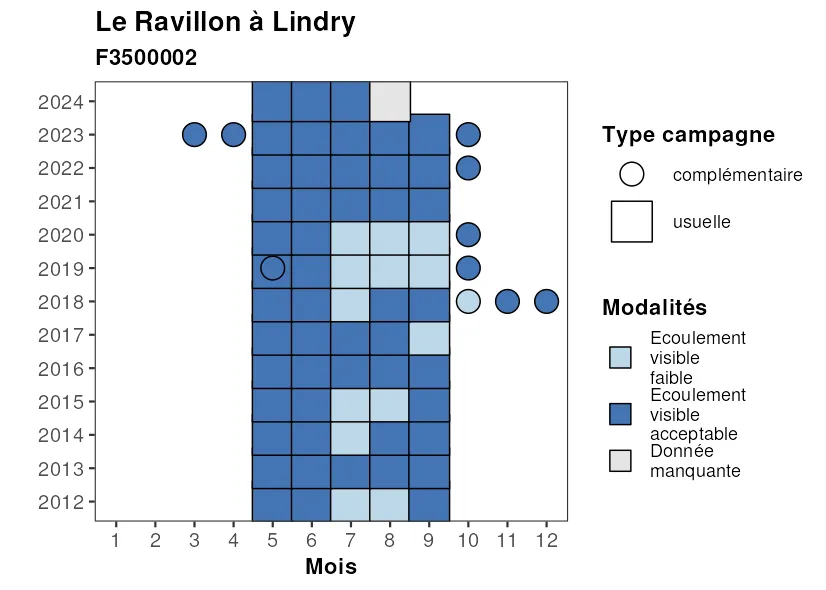 Le Ravillon à Lindry
F3500002
2024
2023
2022
2021
2020
2019
2018
2017
2016
2015
2014
2013
2012
1 2 3 4 5 6 7 8 9 10 11 12
Mois
Type campagne
complémentaire
usuelle
Modalités
Ecoulement
visible
faible
Ecoulement
visible
acceptable
Donnée
manquante